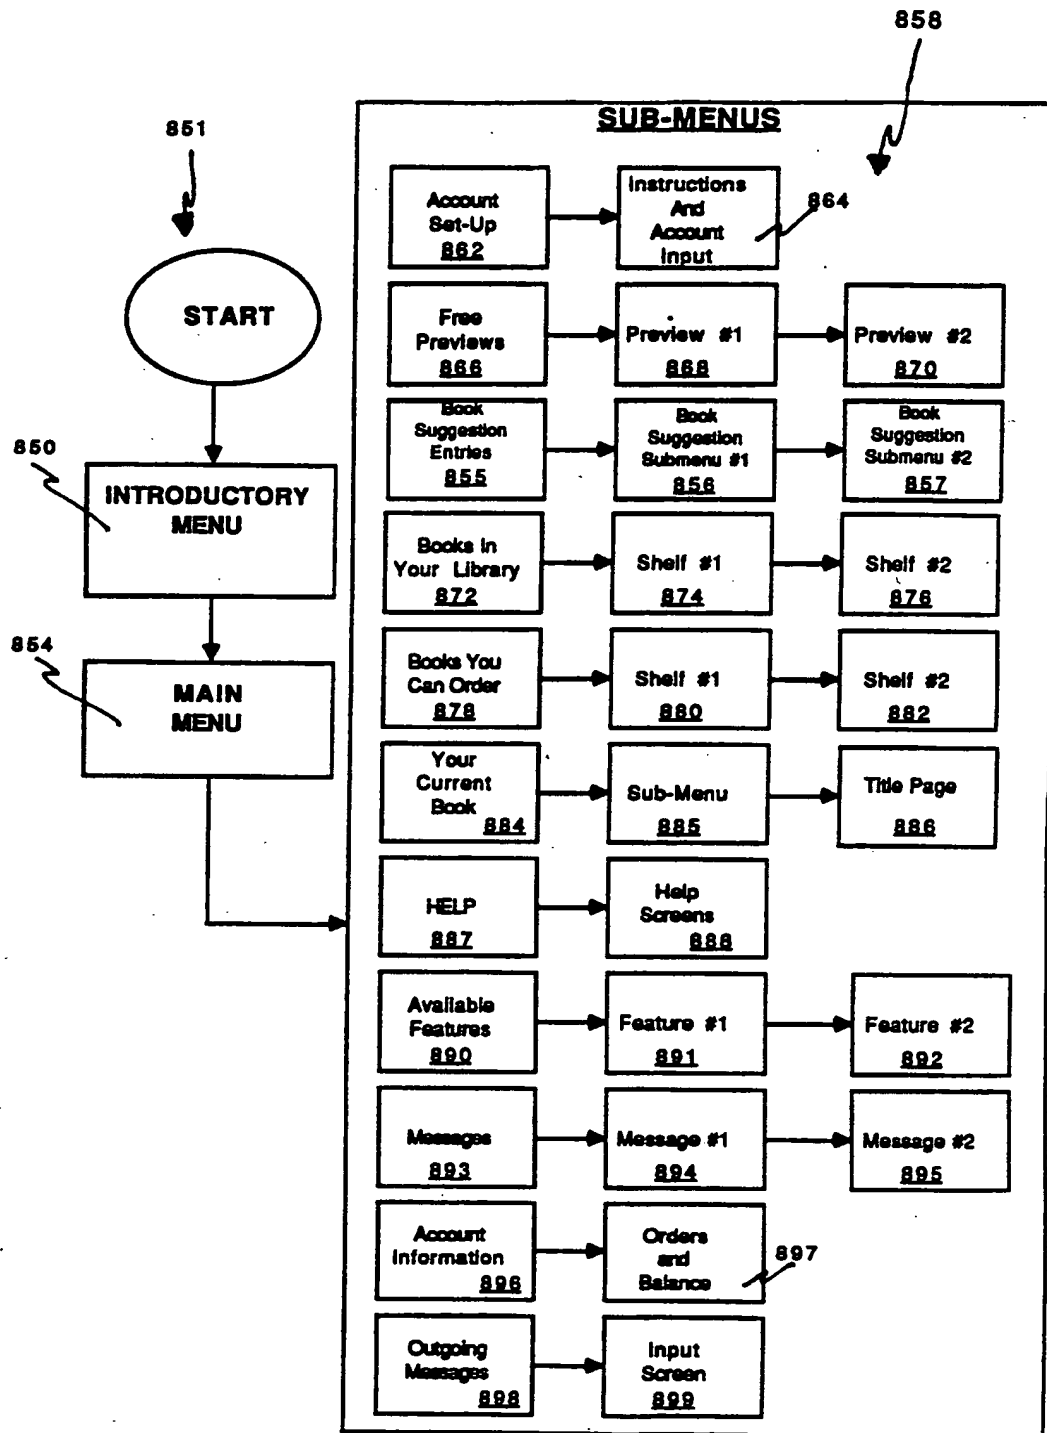 858
SUB-MENUS
851
START
850
INTRODUCTORY
MENU
854
MAIN
MENU
Account
Set-Up
862
Instructions
And
Account
Input
864
Free
Previews
866
Preview #1
868
Preview #2
870
Book
Suggestion
Entries
855
Book
Suggestion
Submenu #1
856
Book
Suggestion
Submenu #2
857
Books In
Your Library
872
Shelf #1
874
Shelf #2
876
Books You
Can Order
878
Shelf #1
880
Shelf #2
882
Your
Current
Book
884
Sub-Menu
885
Title Page
886
HELP
887
Help
Screens
888
Available
Features
890
Feature #1
891
Feature #2
892
Messages
893
Message #1
894
Message #2
895
Account
Information
896
Orders
and
Balance
897
Outgoing
Messages
898
Input
Screen
899